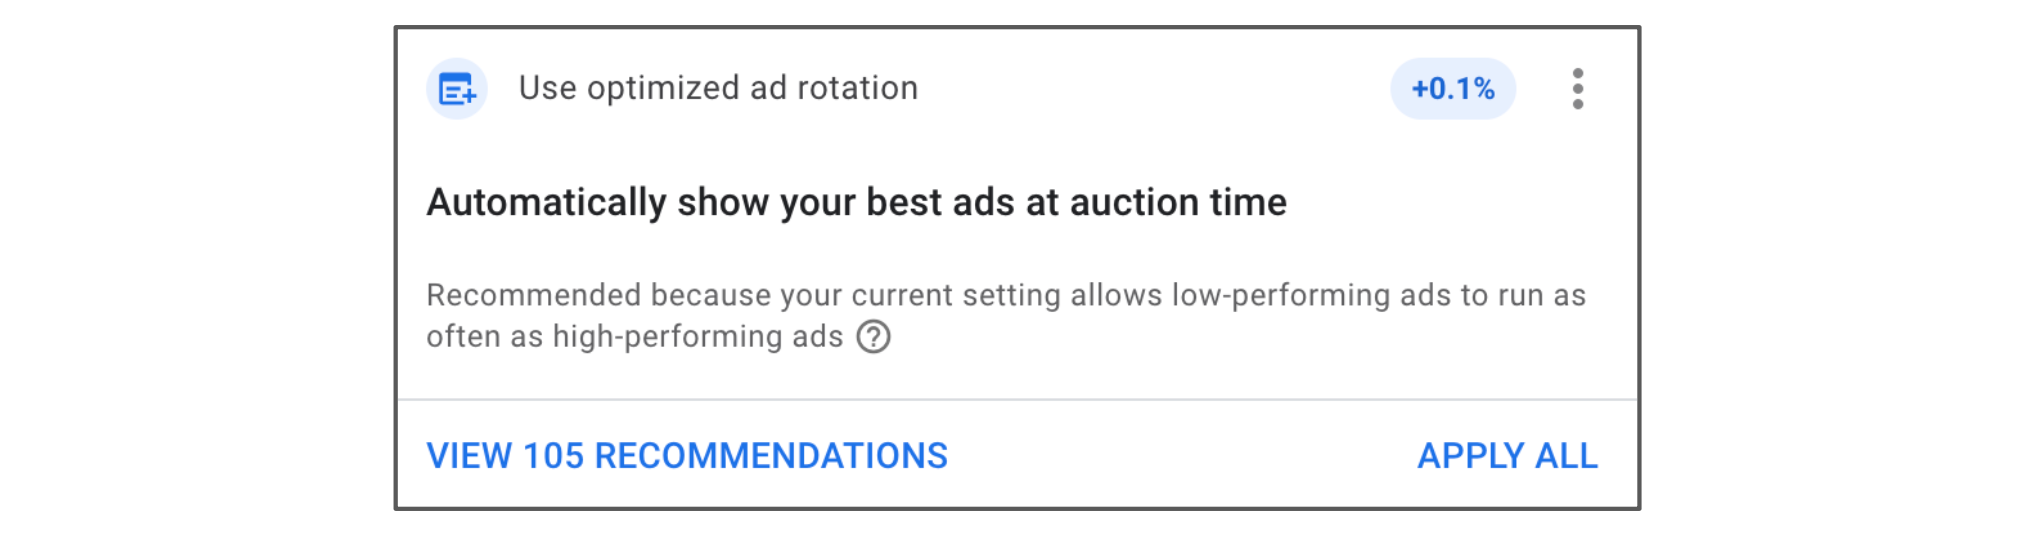 Use optimized ad rotation
+0.1%
Automatically show your best ads at auction time
Recommended because your current setting allows low-performing ads to run as
often as high-performing ads ?
VIEW 105 RECOMMENDATIONS
APPLY ALL